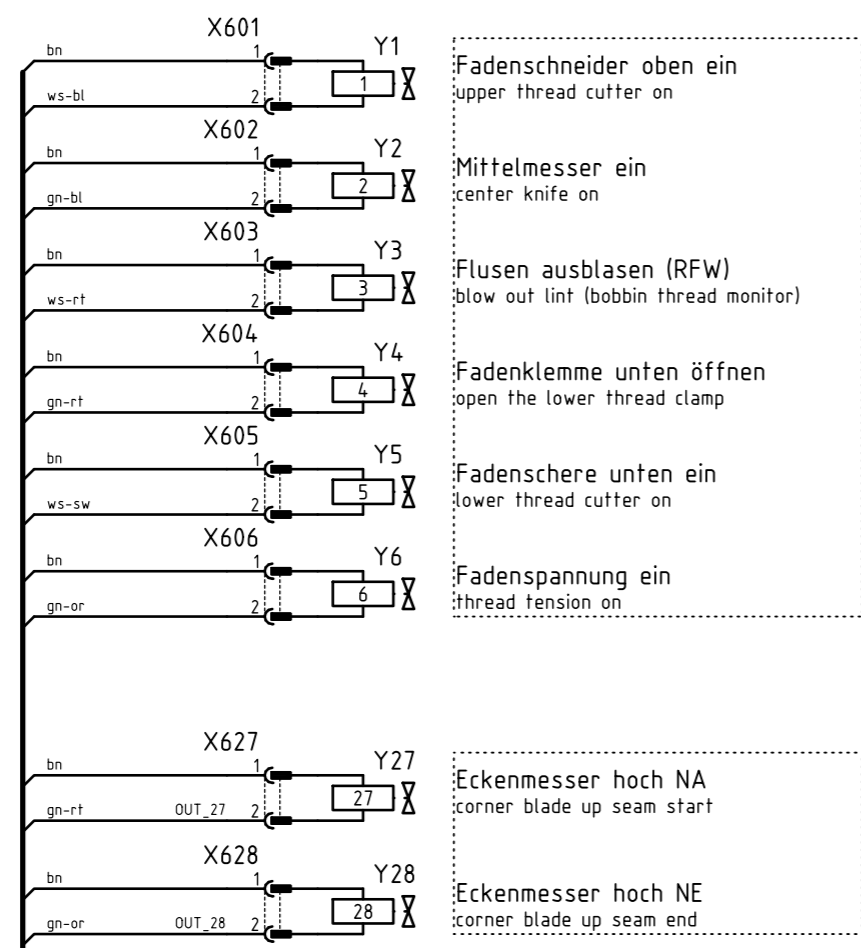 X601
bn 1 Y1
1
Fadenschneider oben ein
ws-bl 2
upper thread cutter on
X602
bn 1 Y2
2
Mittelmesser ein
gn-bl 2
center knife on
X603
bn 1 Y3
3
Flusen ausblasen (RFW)
ws-rt 2
blow out lint (bobbin thread monitor)
X604
bn 1 Y4
4
Fadenklemme unten öffnen
gn-rt 2
open the lower thread clamp
X605
bn 1 Y5
5
Fadenschere unten ein
ws-sw 2
lower thread cutter on
X606
bn 1 Y6
6
Fadenspannung ein
gn-or 2
thread tension on
X627
bn 1 Y27
27
Eckenmesser hoch NA
gn-rt OUT_27 2
corner blade up seam start
X628
bn 1 Y28
28
Eckenmesser hoch NE
gn-or OUT_28 2
corner blade up seam end